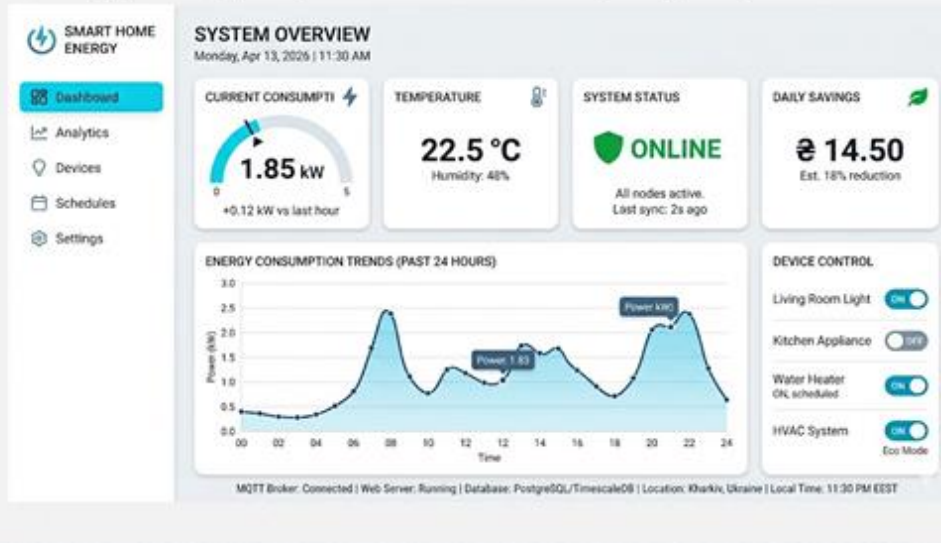 SMART HOME
ENERGY
Dashboard
Analytics
Devices
Schedules
Settings
SYSTEM OVERVIEW
Monday, Apr 13, 2026 | 11:30 AM
CURRENT CONSUMPTI
1.85 kW
0 5
+0.12 kW vs last hour
TEMPERATURE
22.5 °C
Humidity: 48%
SYSTEM STATUS
ONLINE
All nodes active.
Last sync: 2s ago
DAILY SAVINGS
₴ 14.50
Est. 18% reduction
ENERGY CONSUMPTION TRENDS (PAST 24 HOURS)
Power (kW)
3.0
2.5
2.0
1.5
1.0
0.5
0.0
Power: 1.83
00 02 04 06 08 10 12 12 14 16 18 20 22 24
Time
DEVICE CONTROL
Living Room Light ON
Kitchen Appliance OFF
Water Heater ON
ON, scheduled
HVAC System ON
Eco Mode
MQTT Broker: Connected | Web Server: Running | Database: PostgreSQL/TimescaleDB | Location: Kharkiv, Ukraine | Local Time: 11:30 PM EEST